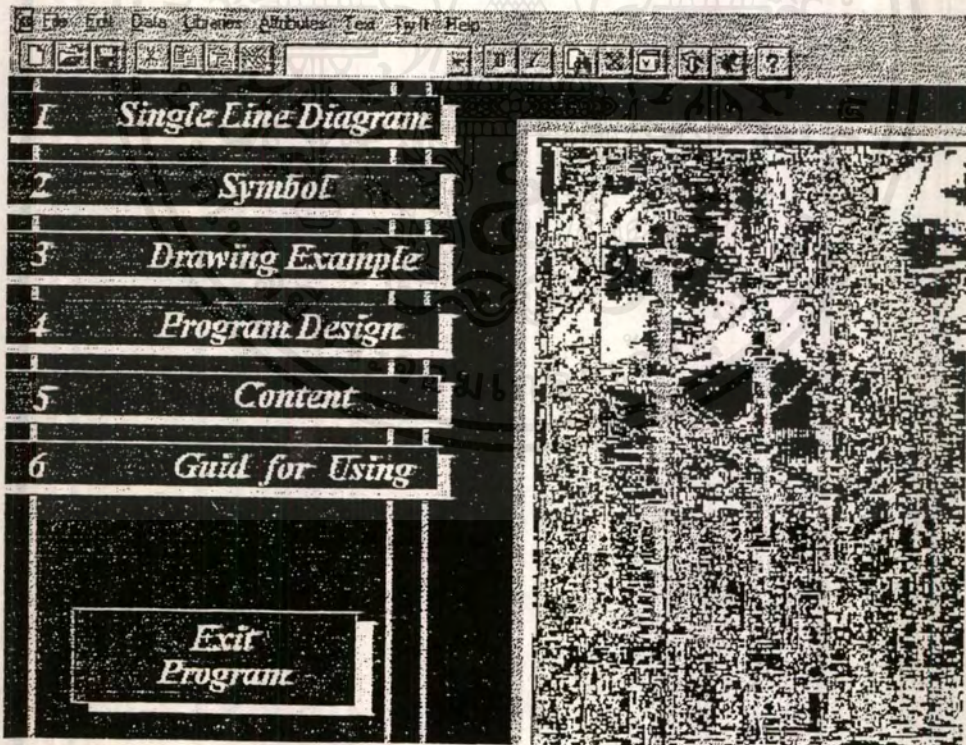 File Edit Data Libraries Attributes Text Help
1 Single Line Diagram
2 Symbol
3 Drawing Example
4 Program Design
5 Content
6 Guid for Using
Exit
Program